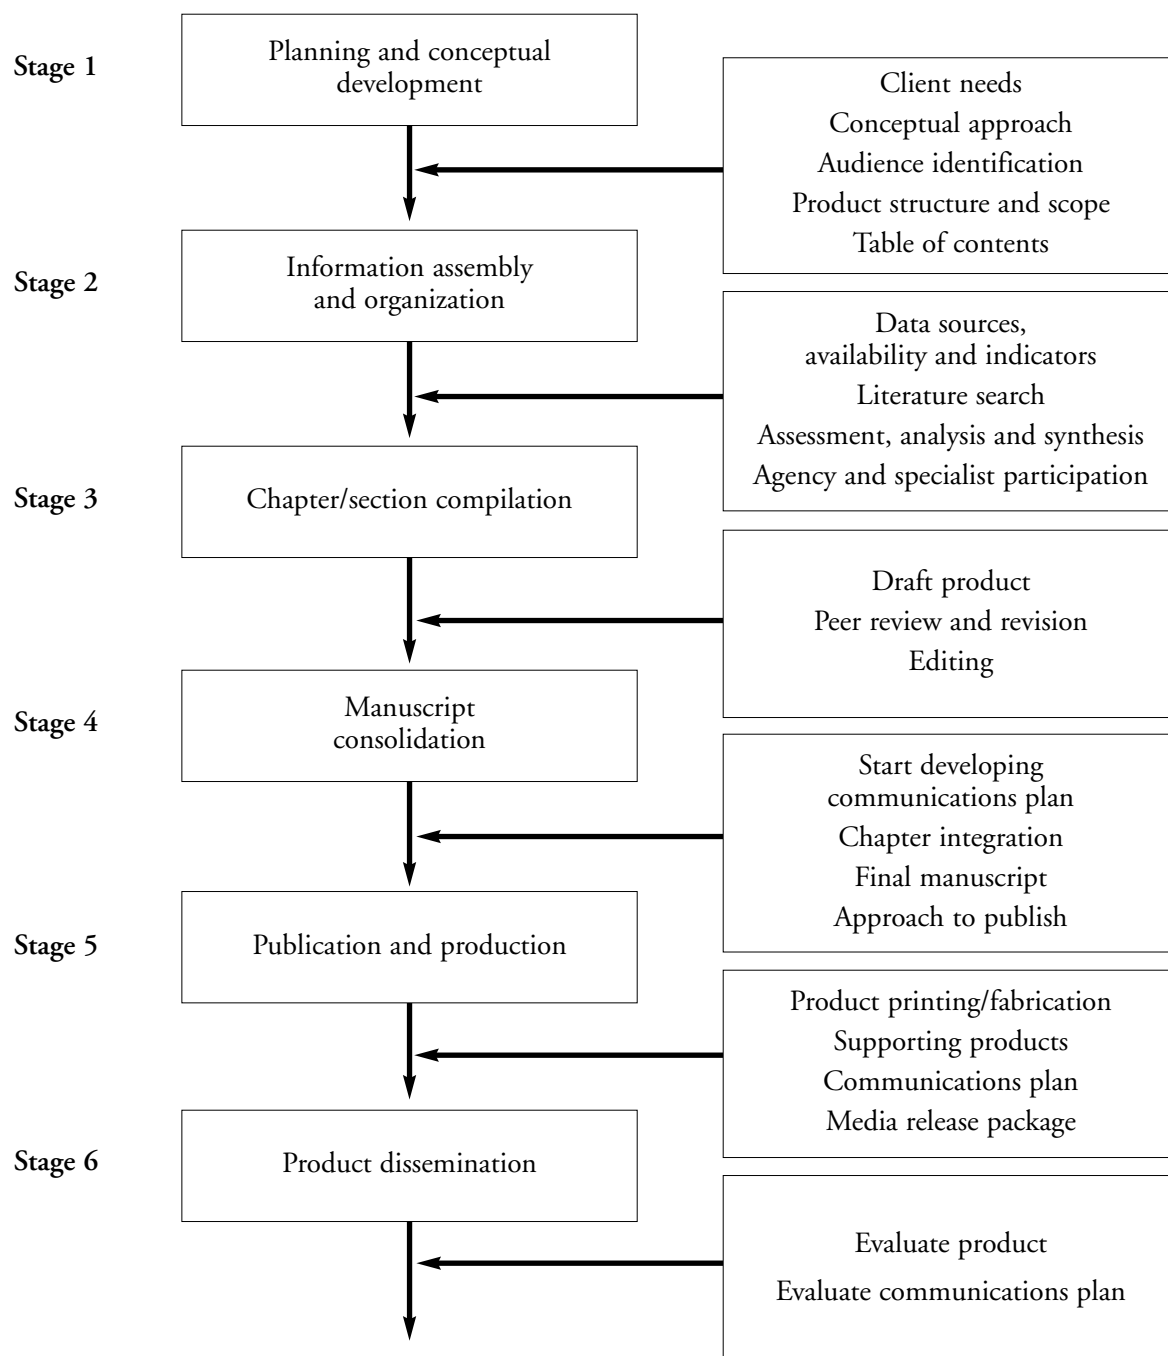 Stage 1
Planning and conceptual
development
Client needs
Conceptual approach
Audience identification
Product structure and scope
Table of contents
Stage 2
Information assembly
and organization
Data sources,
availability and indicators
Literature search
Assessment, analysis and synthesis
Agency and specialist participation
Stage 3
Chapter/section compilation
Draft product
Peer review and revision
Editing
Stage 4
Manuscript
consolidation
Start developing
communications plan
Chapter integration
Final manuscript
Approach to publish
Stage 5
Publication and production
Product printing/fabrication
Supporting products
Communications plan
Media release package
Stage 6
Product dissemination
Evaluate product
Evaluate communications plan